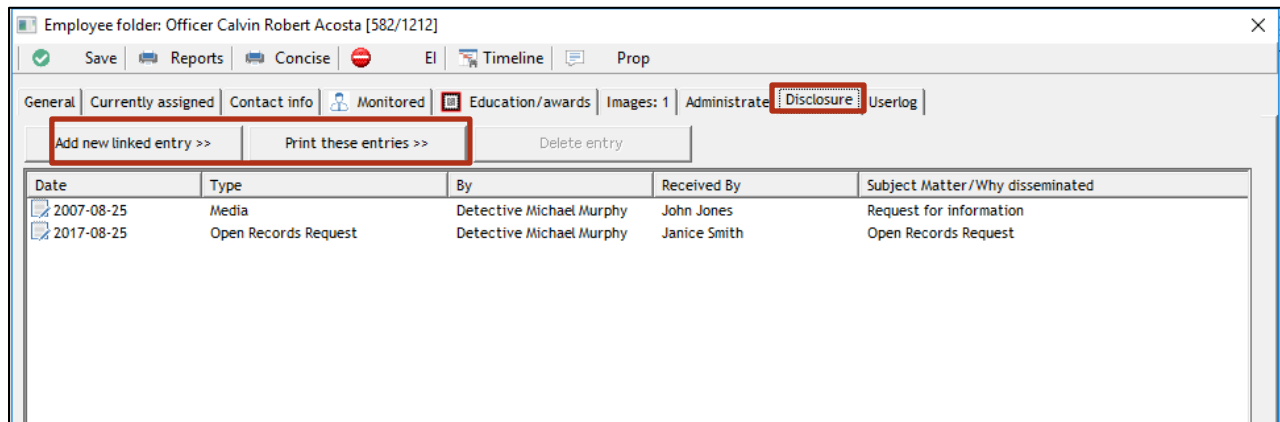 Employee folder: Officer Calvin Robert Acosta [582/1212]
Save Reports Concise EI Timeline Prop
General Currently assigned Contact info Monitored Education/awards Images: 1 Administrate Disclosure Userlog
Add new linked entry >> Print these entries >> Delete entry
Date Type By Received By Subject Matter/Why disseminated
2007-08-25 Media Detective Michael Murphy John Jones Request for information
2017-08-25 Open Records Request Detective Michael Murphy Janice Smith Open Records Request